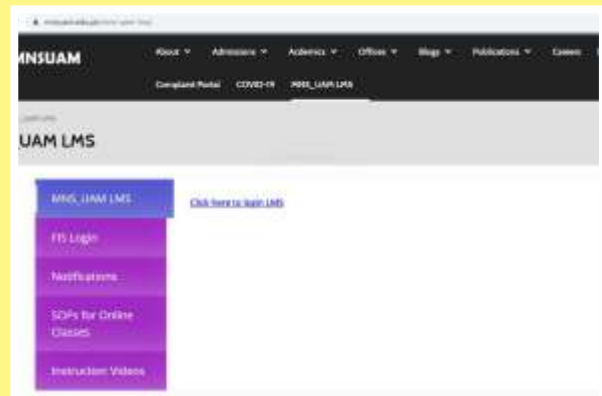 MNSUAM
About Admissions Academics Offices Blogs Publications Careers
Complaint Portal COVID-19 MNS_UAM LMS
UAM LMS
MNS_UAM LMS
Click here to login LMS
FIS Login
Notifications
SOPs for Online
Classes
Instruction Videos